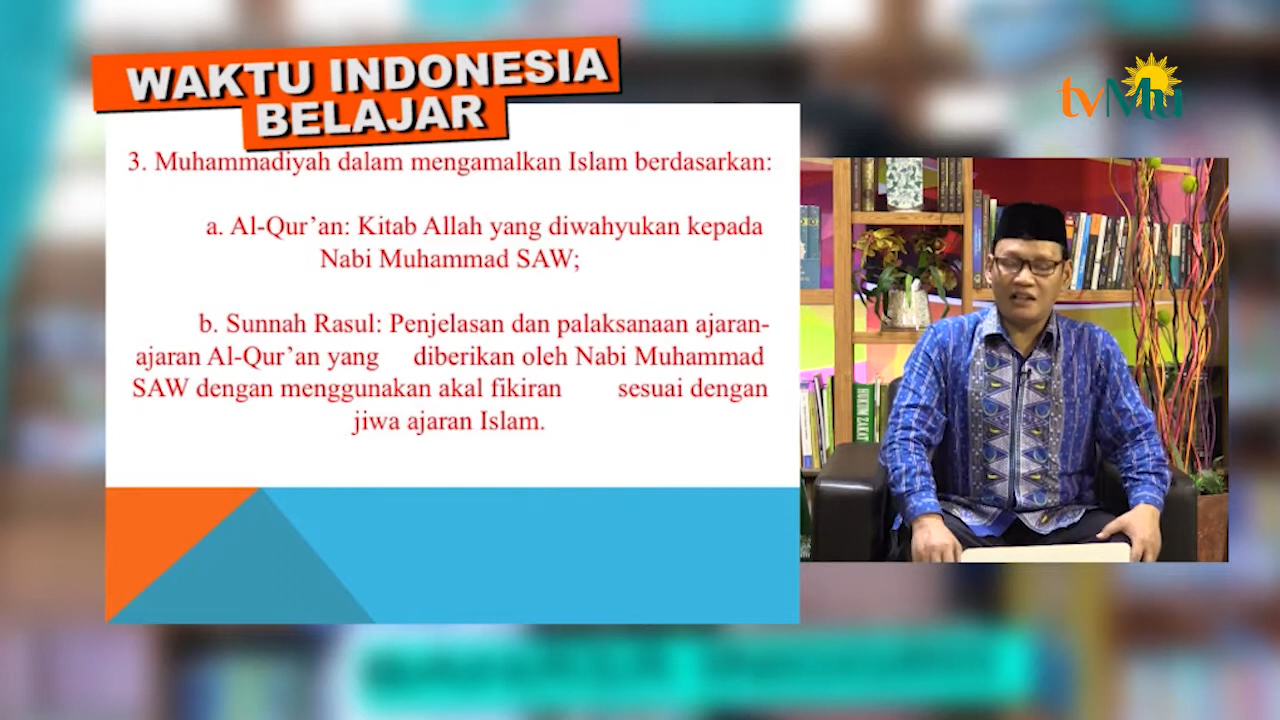 WAKTU INDONESIA
BELAJAR
tvMu
3. Muhammadiyah dalam mengamalkan Islam berdasarkan:
a. Al-Qur’an: Kitab Allah yang diwahyukan kepada
Nabi Muhammad SAW;
b. Sunnah Rasul: Penjelasan dan palaksanaan ajaran-
ajaran Al-Qur’an yang diberikan oleh Nabi Muhammad
SAW dengan menggunakan akal fikiran sesuai dengan
jiwa ajaran Islam.
HUKUM ZAKAT